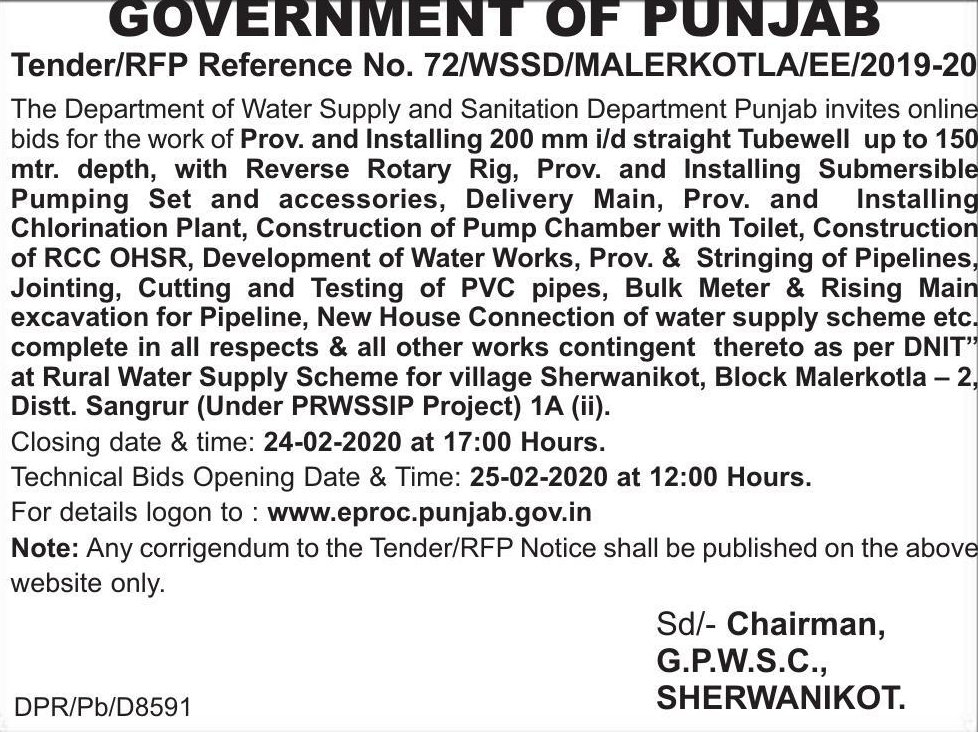 GOVERNMENT OF PUNJAB
Tender/RFP Reference No. 72/WSSD/MALERKOTLA/EE/2019-20
The Department of Water Supply and Sanitation Department Punjab invites online
bids for the work of Prov. and Installing 200 mm i/d straight Tubewell up to 150
mtr. depth, with Reverse Rotary Rig, Prov. and Installing Submersible
Pumping Set and accessories, Delivery Main, Prov. and Installing
Chlorination Plant, Construction of Pump Chamber with Toilet, Construction
of RCC OHSR, Development of Water Works, Prov. & Stringing of Pipelines,
Jointing, Cutting and Testing of PVC pipes, Bulk Meter & Rising Main
excavation for Pipeline, New House Connection of water supply scheme etc.
complete in all respects & all other works contingent thereto as per DNIT”
at Rural Water Supply Scheme for village Sherwanikot, Block Malerkotla – 2,
Distt. Sangrur (Under PRWSSIP Project) 1A (ii).
Closing date & time: 24-02-2020 at 17:00 Hours.
Technical Bids Opening Date & Time: 25-02-2020 at 12:00 Hours.
For details logon to : www.eproc.punjab.gov.in
Note: Any corrigendum to the Tender/RFP Notice shall be published on the above
website only.
Sd/- Chairman,
G.P.W.S.C.,
SHERWANIKOT.
DPR/Pb/D8591